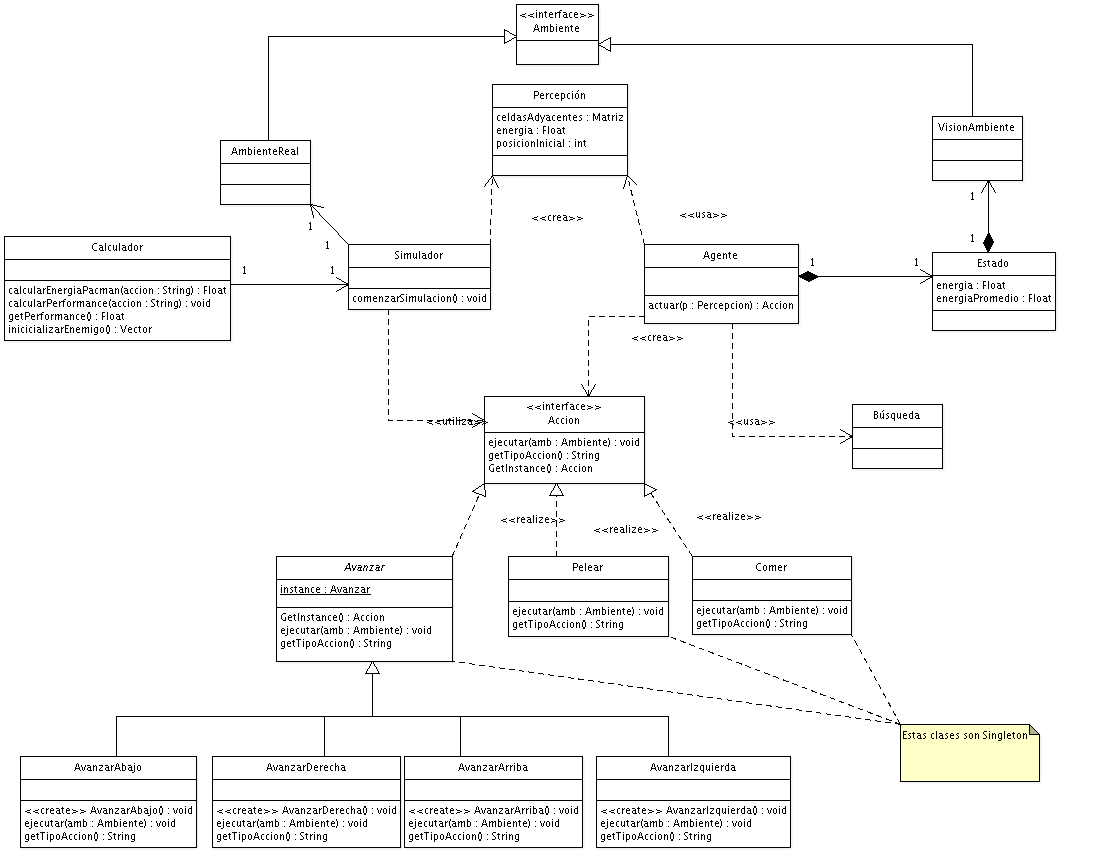 <<interface>>
Ambiente
Percepción
celdasAdyacentes : Matriz
energia : Float
posicionInicial : int
AmbienteReal
VisionAmbiente
<<crea>>
<<usa>>
1
1
1
1
Calculador
calcularEnergiaPacman(accion : String) : Float
calcularPerformance(accion : String) : void
getPerformance() : Float
inicicializarEnemigo() : Vector
1
1
Simulador
comenzarSimulacion() : void
Agente
actuar(p : Percepcion) : Accion
1
1
Estado
energia : Float
energiaPromedio : Float
<<crea>>
<<utiliza>>
<<usa>>
<<interface>>
Accion
ejecutar(amb : Ambiente) : void
getTipoAccion() : String
GetInstance() : Accion
Búsqueda
<<realize>>
<<realize>>
<<realize>>
Avanzar
instance : Avanzar
GetInstance() : Accion
ejecutar(amb : Ambiente) : void
getTipoAccion() : String
Pelear
ejecutar(amb : Ambiente) : void
getTipoAccion() : String
Comer
ejecutar(amb : Ambiente) : void
getTipoAccion() : String
Estas clases son Singleton
AvanzarAbajo
<<create>> AvanzarAbajo() : void
ejecutar(amb : Ambiente) : void
getTipoAccion() : String
AvanzarDerecha
<<create>> AvanzarDerecha() : void
ejecutar(amb : Ambiente) : void
getTipoAccion() : String
AvanzarArriba
<<create>> AvanzarArriba() : void
ejecutar(amb : Ambiente) : void
getTipoAccion() : String
AvanzarIzquierda
<<create>> AvanzarIzquierda() : void
ejecutar(amb : Ambiente) : void
getTipoAccion() : String